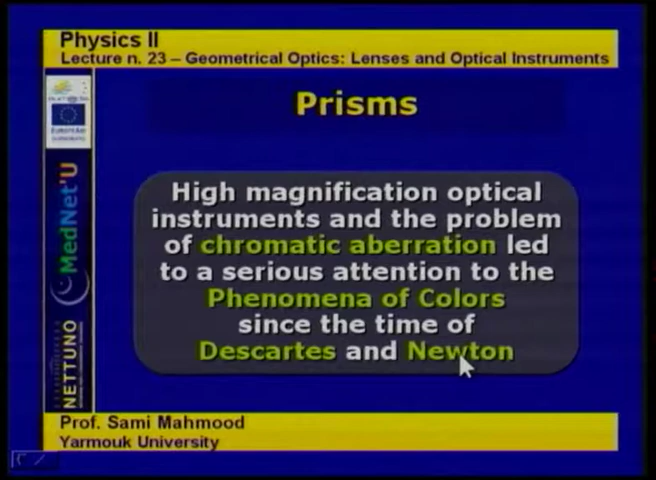 Physics II
Lecture n. 23 – Geometrical Optics: Lenses and Optical Instruments
Prisms
High magnification optical
instruments and the problem
of chromatic aberration led
to a serious attention to the
Phenomena of Colors
since the time of
Descartes and Newton
MedNet'U
NETTUNO
Prof. Sami Mahmood
Yarmouk University